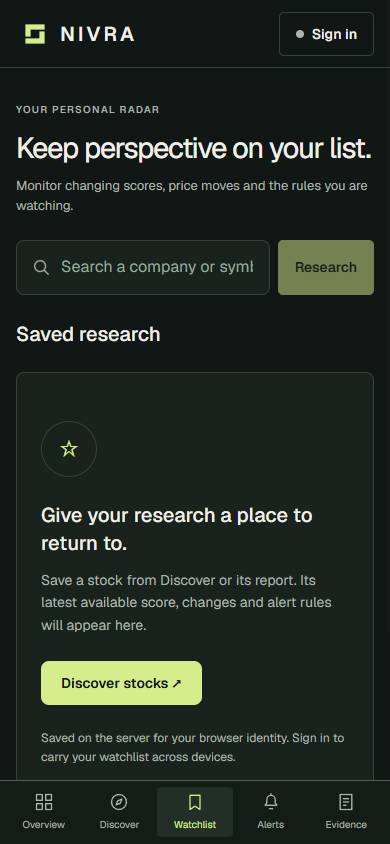 NIVRA
Sign in
YOUR PERSONAL RADAR
Keep perspective on your list.
Monitor changing scores, price moves and the rules you are
watching.
Search a company or symb
Research
Saved research
Give your research a place to
return to.
Save a stock from Discover or its report. Its
latest available score, changes and alert rules
will appear here.
Discover stocks ↗
Saved on the server for your browser identity. Sign in to
carry your watchlist across devices.
Overview
Discover
Watchlist
Alerts
Evidence